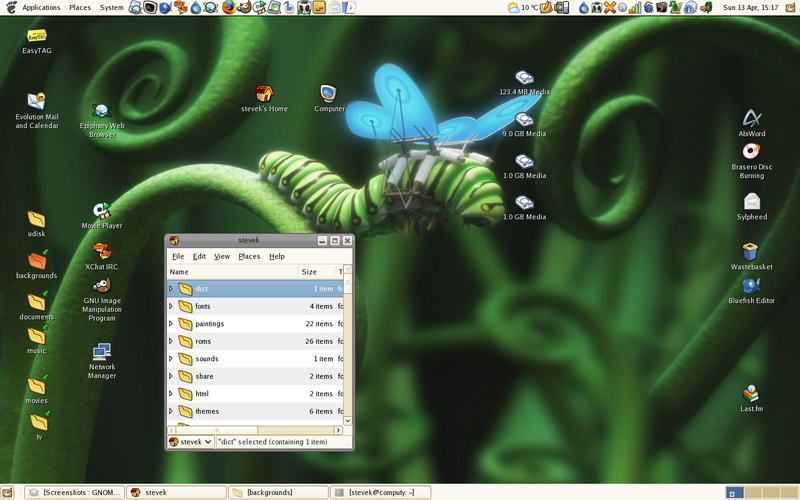 Applications Places System
10 °C
Sun 13 Apr, 15:17
EasyTAG
Evolution Mail
and Calendar
Epiphany Web
Browser
stevek's Home
Computer
123.4 MB Media
9.0 GB Media
1.0 GB Media
1.0 GB Media
AbiWord
Brasero Disc
Burning
Sylpheed
Wastebasket
Bluefish Editor
Last.fm
udisk
backgrounds
documents
music
movies
tv
Movie Player
XChat IRC
GNU Image
Manipulation
Program
Network
Manager
stevek
File Edit View Places Help
Name Size T
dict 1 item fo
fonts 4 items fo
paintings 22 items fo
roms 26 items fo
sounds 1 item fo
share 2 items fo
html 2 items fo
themes 6 items fo
stevek "dict" selected (containing 1 item)
[Screenshots : GNOM... stevek [backgrounds] [stevek@computy: ~]